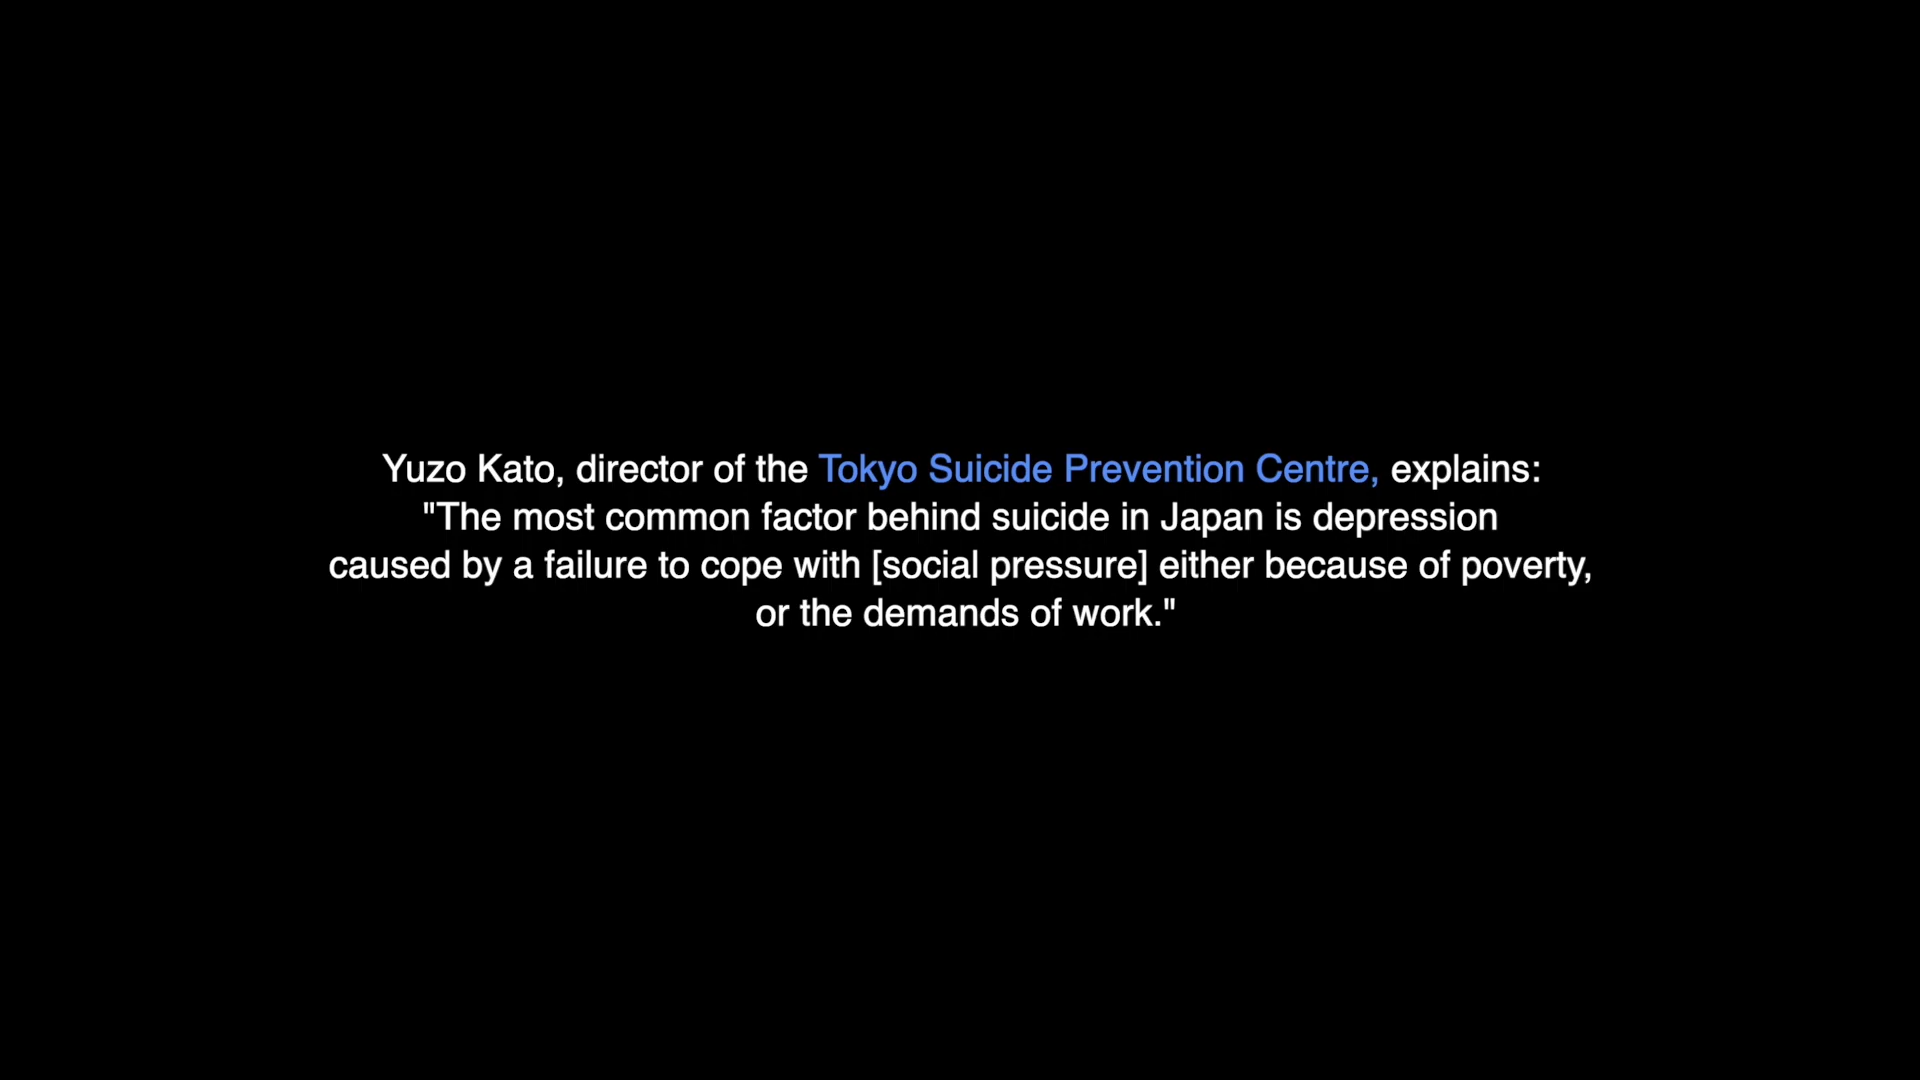 Yuzo Kato, director of the Tokyo Suicide Prevention Centre, explains:
"The most common factor behind suicide in Japan is depression
caused by a failure to cope with [social pressure] either because of poverty,
or the demands of work."